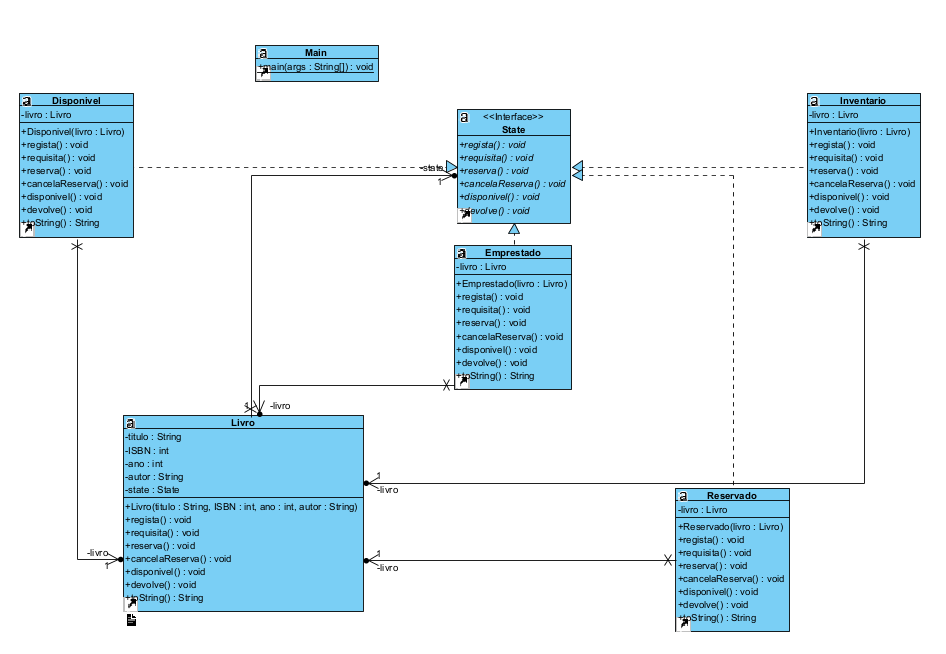 Main
+main(args : String[]) : void
Disponivel
-livro : Livro
+Disponivel(livro : Livro)
+regista() : void
+requisita() : void
+reserva() : void
+cancelaReserva() : void
+disponivel() : void
+devolve() : void
+toString() : String
<<Interface>>
State
+regista() : void
+requisita() : void
+reserva() : void
+cancelaReserva() : void
+disponivel() : void
+devolve() : void
-state
1
Inventario
-livro : Livro
+Inventario(livro : Livro)
+regista() : void
+requisita() : void
+reserva() : void
+cancelaReserva() : void
+disponivel() : void
+devolve() : void
+toString() : String
Emprestado
-livro : Livro
+Emprestado(livro : Livro)
+regista() : void
+requisita() : void
+reserva() : void
+cancelaReserva() : void
+disponivel() : void
+devolve() : void
+toString() : String
1
-livro
Livro
-titulo : String
-ISBN : int
-ano : int
-autor : String
-state : State
+Livro(titulo : String, ISBN : int, ano : int, autor : String)
+regista() : void
+requisita() : void
+reserva() : void
+cancelaReserva() : void
+disponivel() : void
+devolve() : void
+toString() : String
1
-livro
1
-livro
-livro
1
Reservado
-livro : Livro
+Reservado(livro : Livro)
+regista() : void
+requisita() : void
+reserva() : void
+cancelaReserva() : void
+disponivel() : void
+devolve() : void
+toString() : String